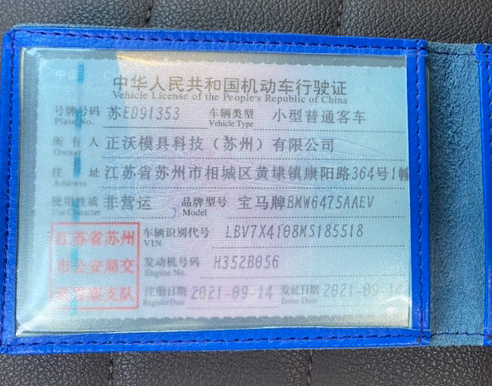 中华人民共和国机动车行驶证
Vehicle License of the People's Republic of China
号牌号码 苏ED91353 车辆类型 小型普通客车
Plate No. Vehicle Type
所有人 正沃模具科技（苏州）有限公司
Owner
住址 江苏省苏州市相城区黄埭镇康阳路364号1幢
Address
使用性质 非营运 品牌型号 宝马牌BMW6475AAEV
Use Character Model
江苏省苏州 车辆识别代号 LBV7X4108MS185518
VIN
市公安局交 发动机号码 H352B056
Engine No.
警支队 注册日期 2021-09-14 发证日期 2021-09-14
Register Date Issue Date